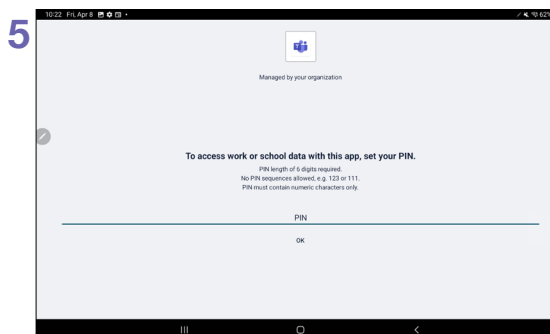 5
10:22 Fri, Apr 8
62%
Managed by your organization
To access work or school data with this app, set your PIN.
PIN length of 6 digits required.
No PIN sequences allowed, e.g. 123 or 111.
PIN must contain numeric characters only.
PIN
OK